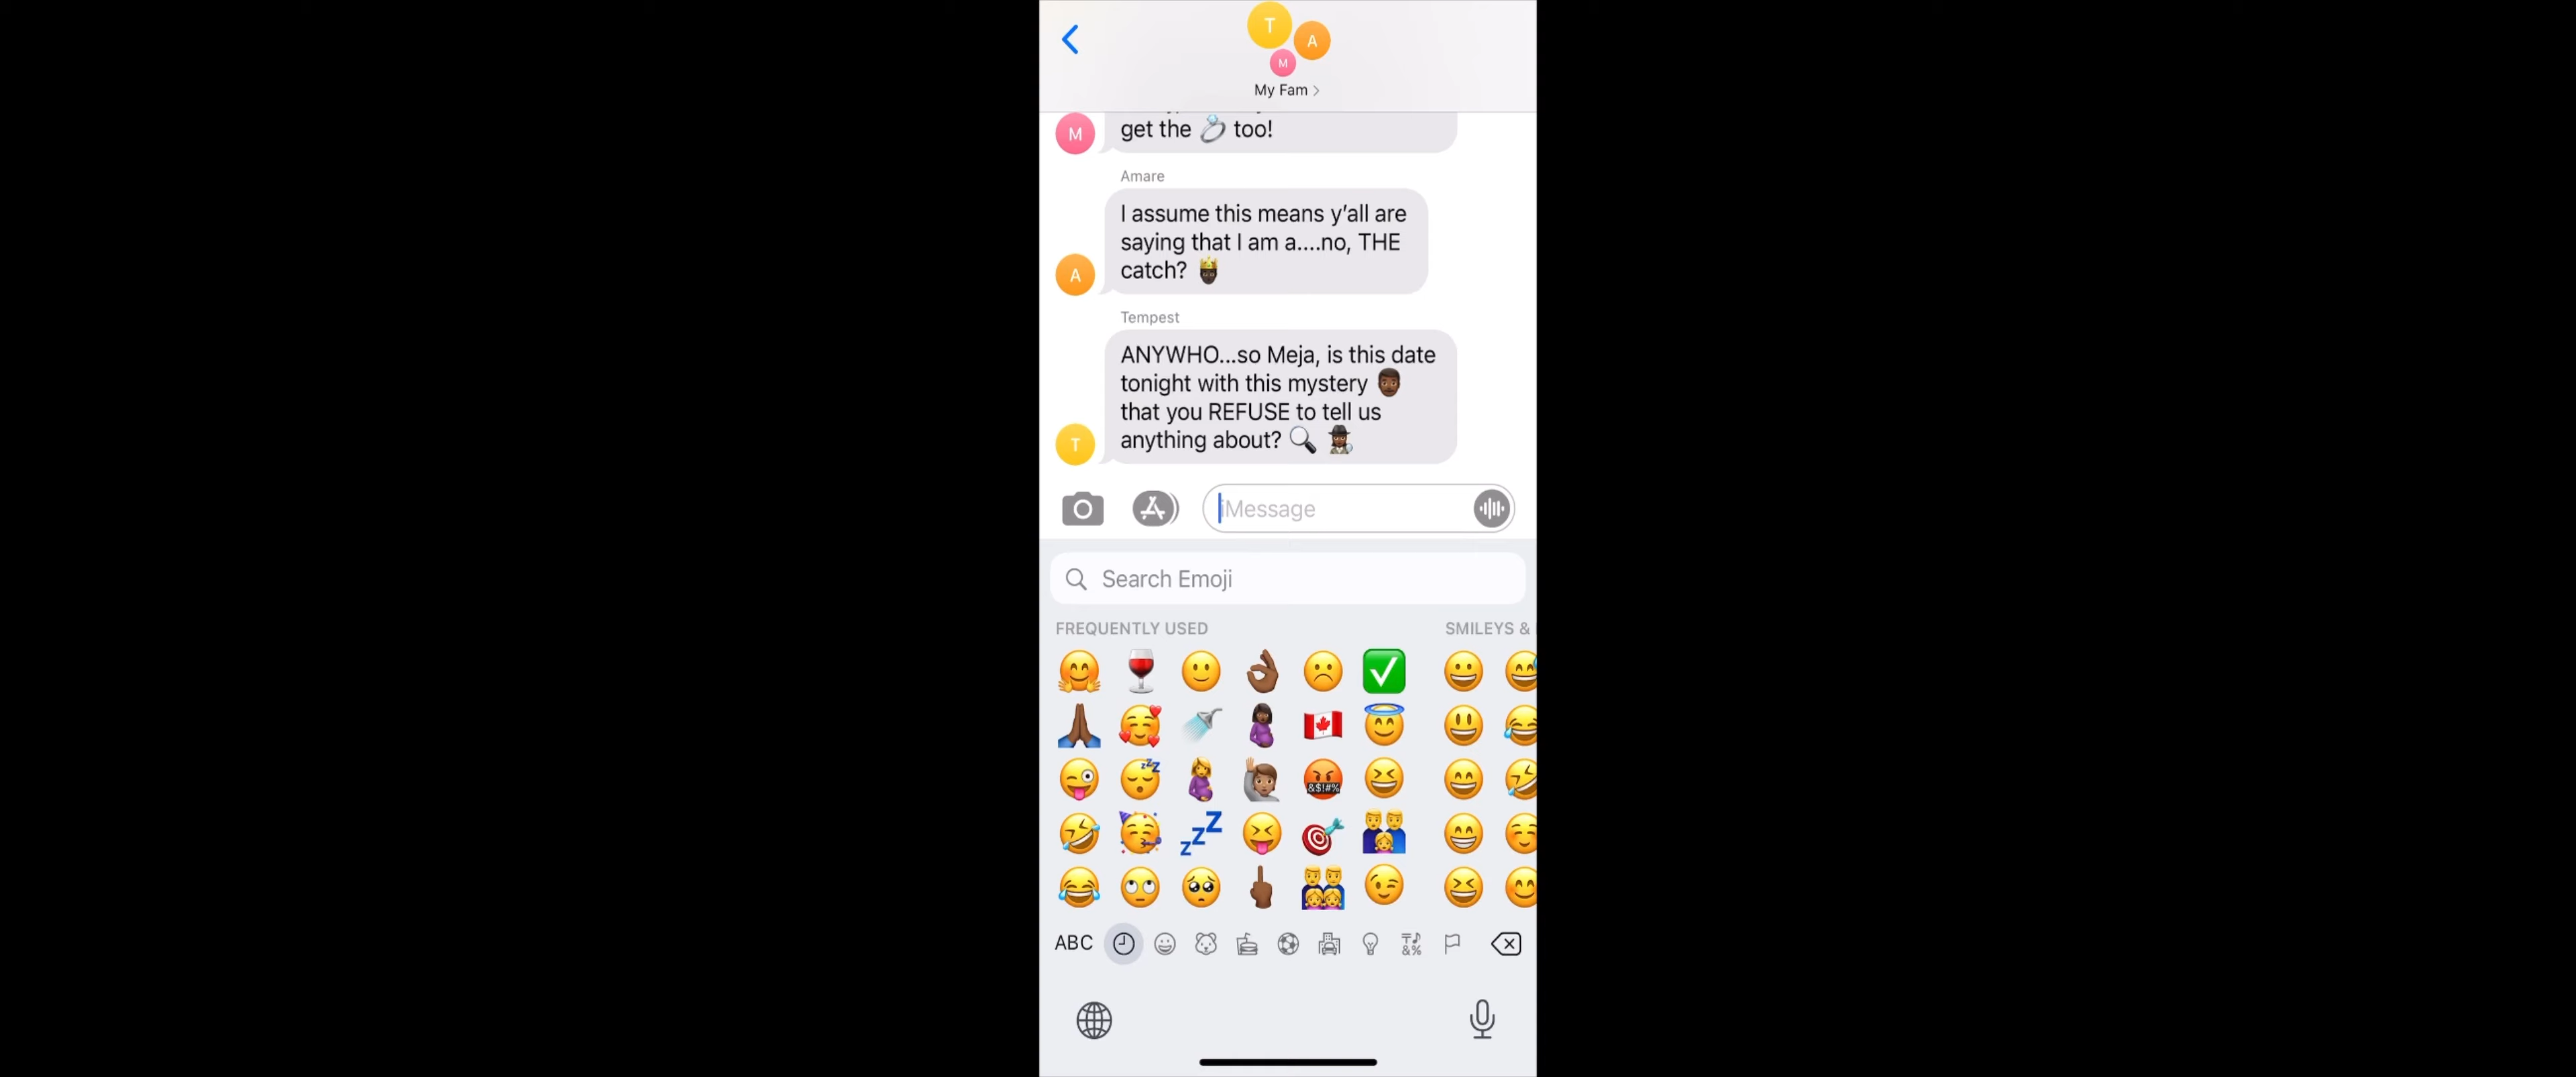 T
A
M
My Fam >
get the 💍 too!
M
Amare
I assume this means y'all are
saying that I am a....no, THE
catch? 🤴🏿
A
Tempest
ANYWHO...so Meja, is this date
tonight with this mystery 👨🏾
that you REFUSE to tell us
anything about? 🔍 🕵🏾‍♀️
T
iMessage
Search Emoji
FREQUENTLY USED
SMILEYS &
ABC